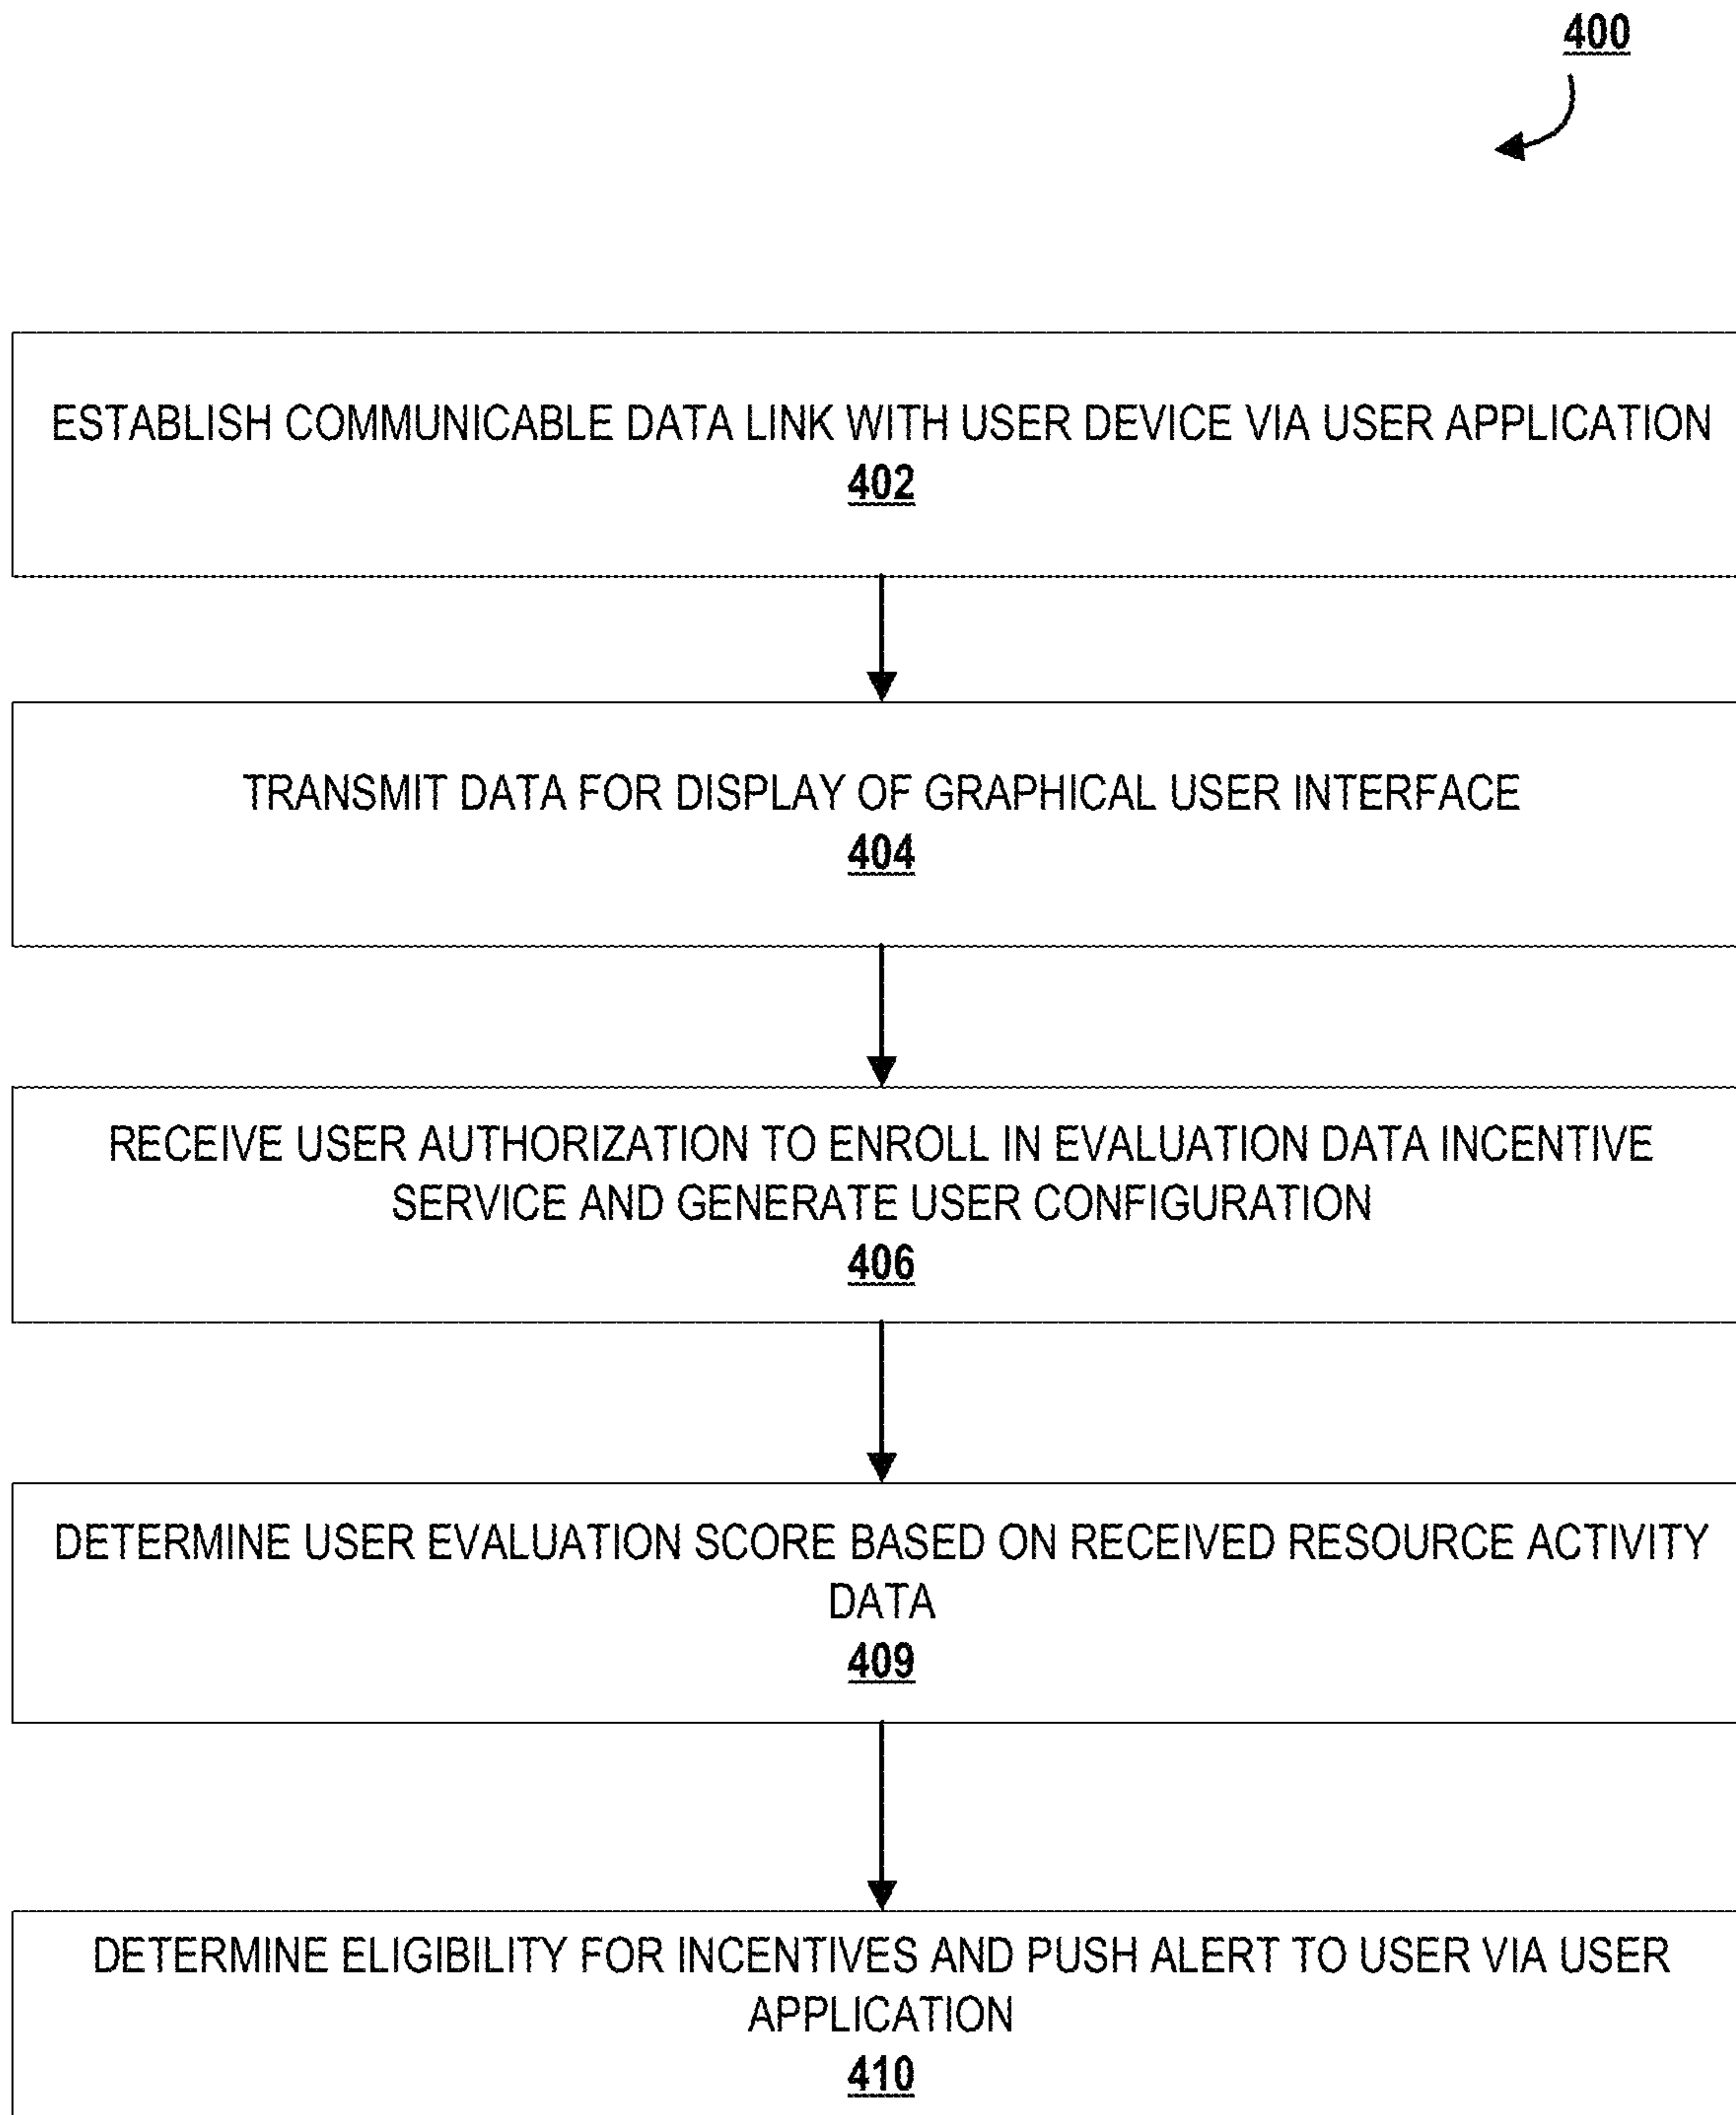 400
ESTABLISH COMMUNICABLE DATA LINK WITH USER DEVICE VIA USER APPLICATION
402
TRANSMIT DATA FOR DISPLAY OF GRAPHICAL USER INTERFACE
404
RECEIVE USER AUTHORIZATION TO ENROLL IN EVALUATION DATA INCENTIVE
SERVICE AND GENERATE USER CONFIGURATION
406
DETERMINE USER EVALUATION SCORE BASED ON RECEIVED RESOURCE ACTIVITY
DATA
409
DETERMINE ELIGIBILITY FOR INCENTIVES AND PUSH ALERT TO USER VIA USER
APPLICATION
410